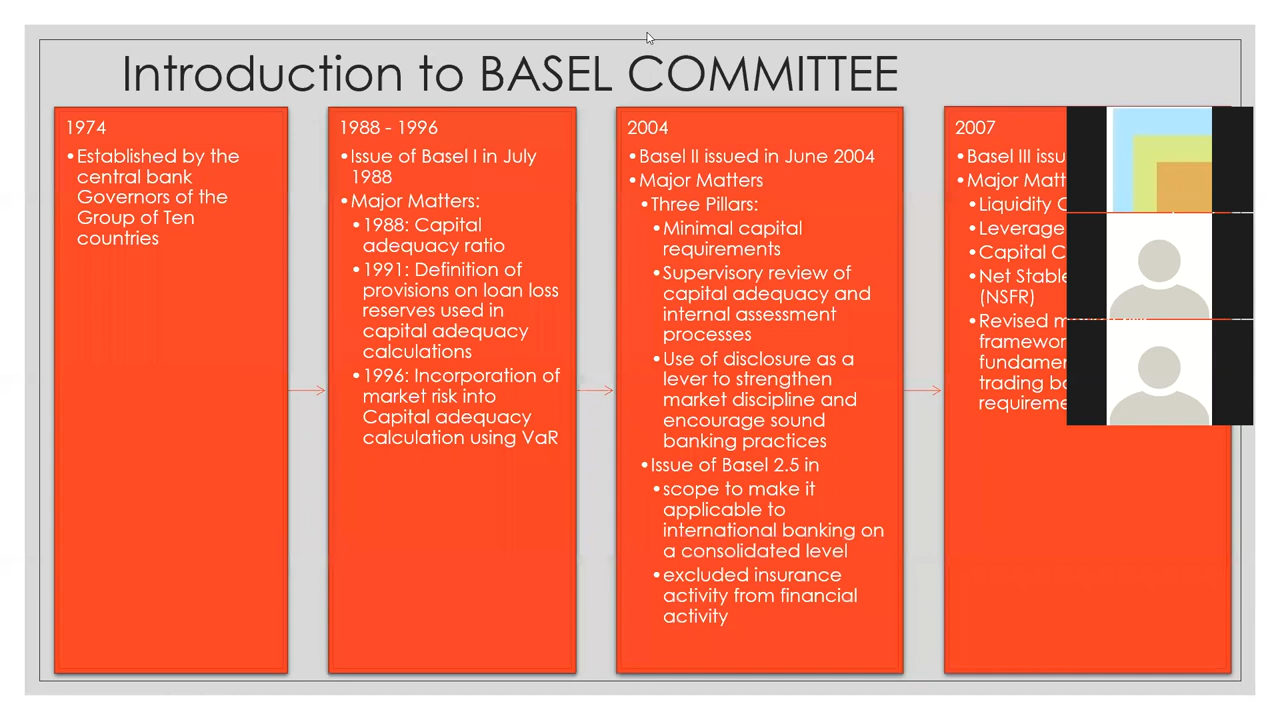 Introduction to BASEL COMMITTEE
1974
•Established by the
central bank
Governors of the
Group of Ten
countries
1988 - 1996
•Issue of Basel I in July
1988
•Major Matters:
•1988: Capital
adequacy ratio
•1991: Definition of
provisions on loan loss
reserves used in
capital adequacy
calculations
•1996: Incorporation of
market risk into
Capital adequacy
calculation using VaR
2004
•Basel II issued in June 2004
•Major Matters
•Three Pillars:
•Minimal capital
requirements
•Supervisory review of
capital adequacy and
internal assessment
processes
•Use of disclosure as a
lever to strengthen
market discipline and
encourage sound
banking practices
•Issue of Basel 2.5 in
•scope to make it
applicable to
international banking on
a consolidated level
•excluded insurance
activity from financial
activity
2007
•Basel III
•Major
•Liquidity
•Leverage
•Capital
•Net
(NSFR)
•Revised
trading